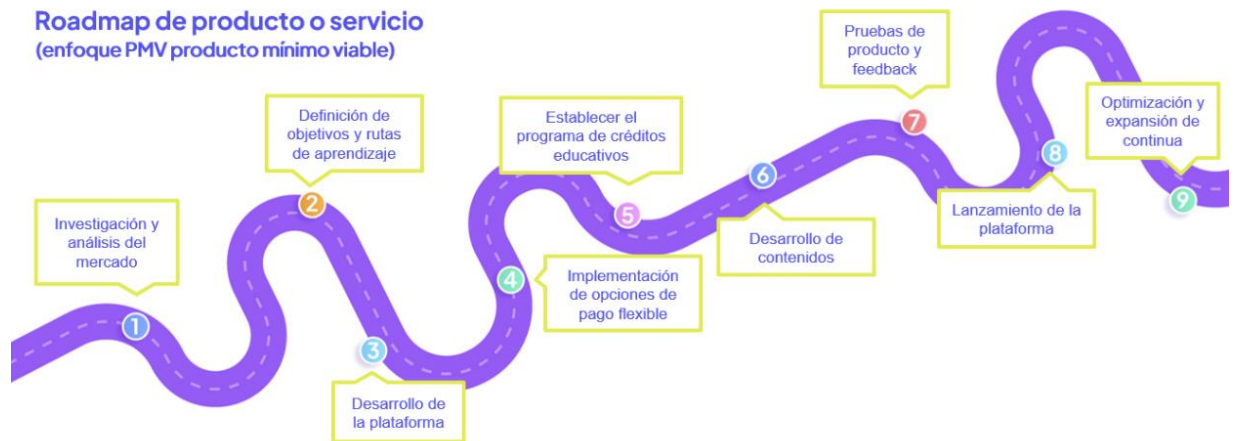 Roadmap de producto o servicio
(enfoque PMV producto mínimo viable)
1
Investigación y
análisis del
mercado
2
Definición de
objetivos y rutas
de aprendizaje
3
Desarrollo de
la plataforma
4
Implementación
de opciones de
pago flexible
5
Establecer el
programa de créditos
educativos
6
Desarrollo de
contenidos
7
Pruebas de
producto y
feedback
8
Lanzamiento de la
plataforma
9
Optimización y
expansión de
continua